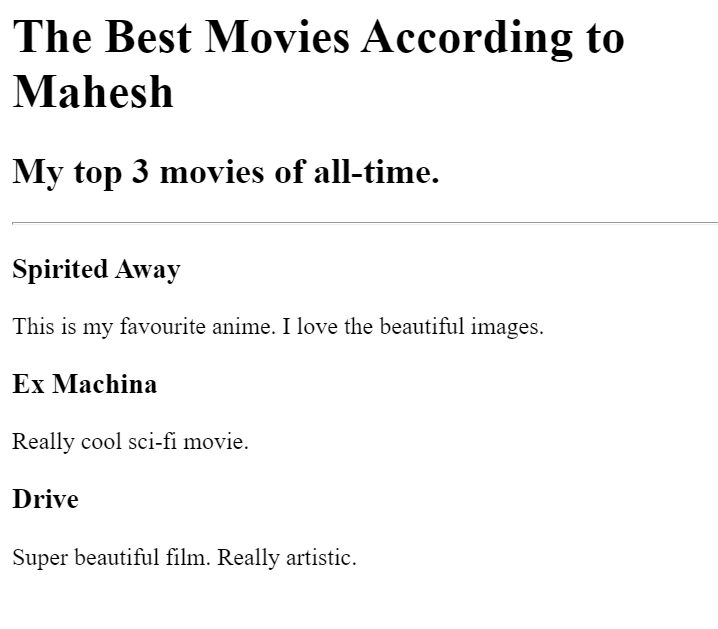 The Best Movies According to
Mahesh
My top 3 movies of all-time.
Spirited Away
This is my favourite anime. I love the beautiful images.
Ex Machina
Really cool sci-fi movie.
Drive
Super beautiful film. Really artistic.